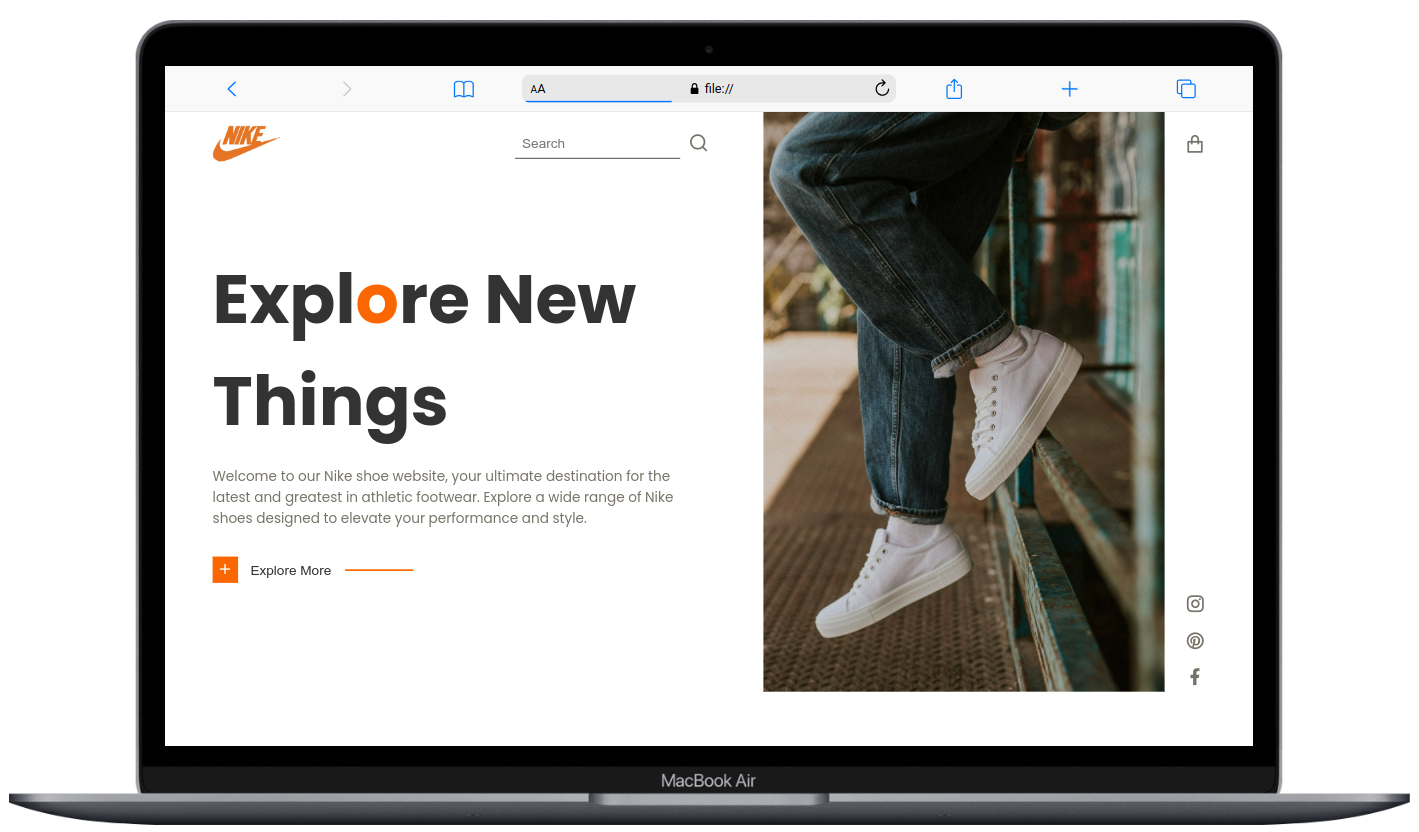 AA
file://
NIKE
Search
Explore New
Things
Welcome to our Nike shoe website, your ultimate destination for the
latest and greatest in athletic footwear. Explore a wide range of Nike
shoes designed to elevate your performance and style.
+ Explore More
MacBook Air